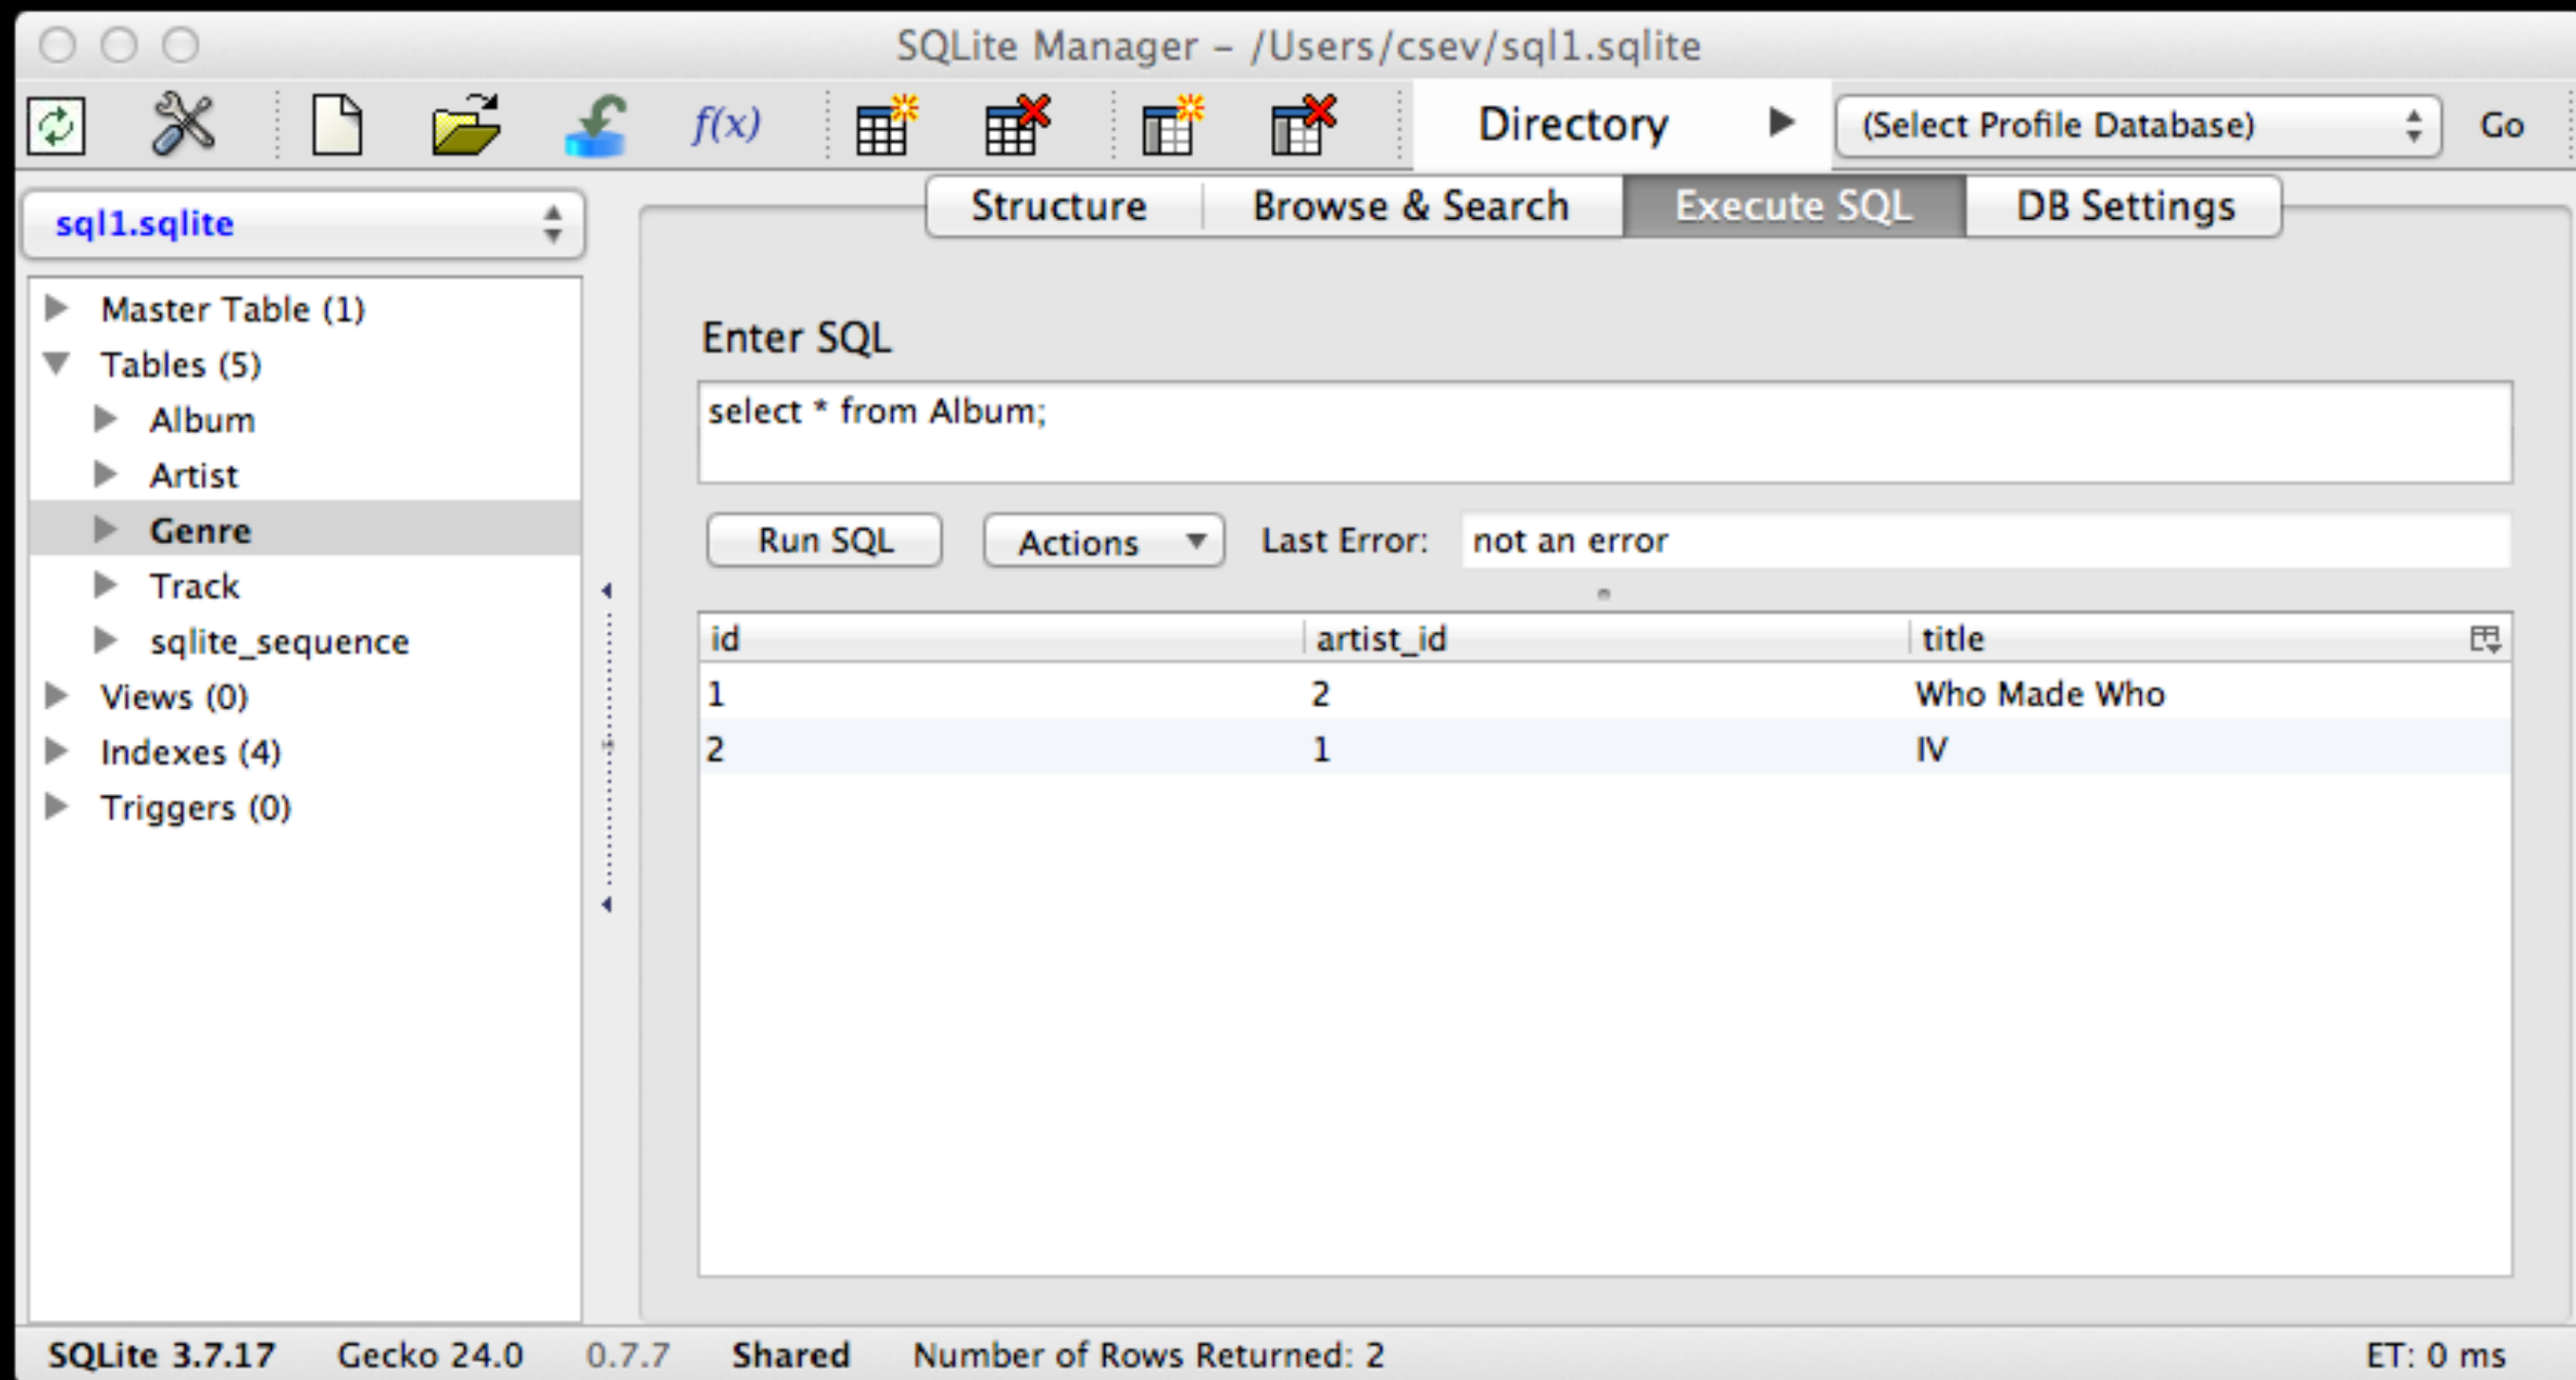 SQLite Manager – /Users/csev/sql1.sqlite
f(x) Directory (Select Profile Database) Go
sql1.sqlite
Structure Browse & Search Execute SQL DB Settings
Master Table (1)
Tables (5)
Album
Artist
Genre
Track
sqlite_sequence
Views (0)
Indexes (4)
Triggers (0)
Enter SQL
select * from Album;
Run SQL Actions Last Error: not an error
id artist_id title
1 2 Who Made Who
2 1 IV
SQLite 3.7.17 Gecko 24.0 0.7.7 Shared Number of Rows Returned: 2 ET: 0 ms